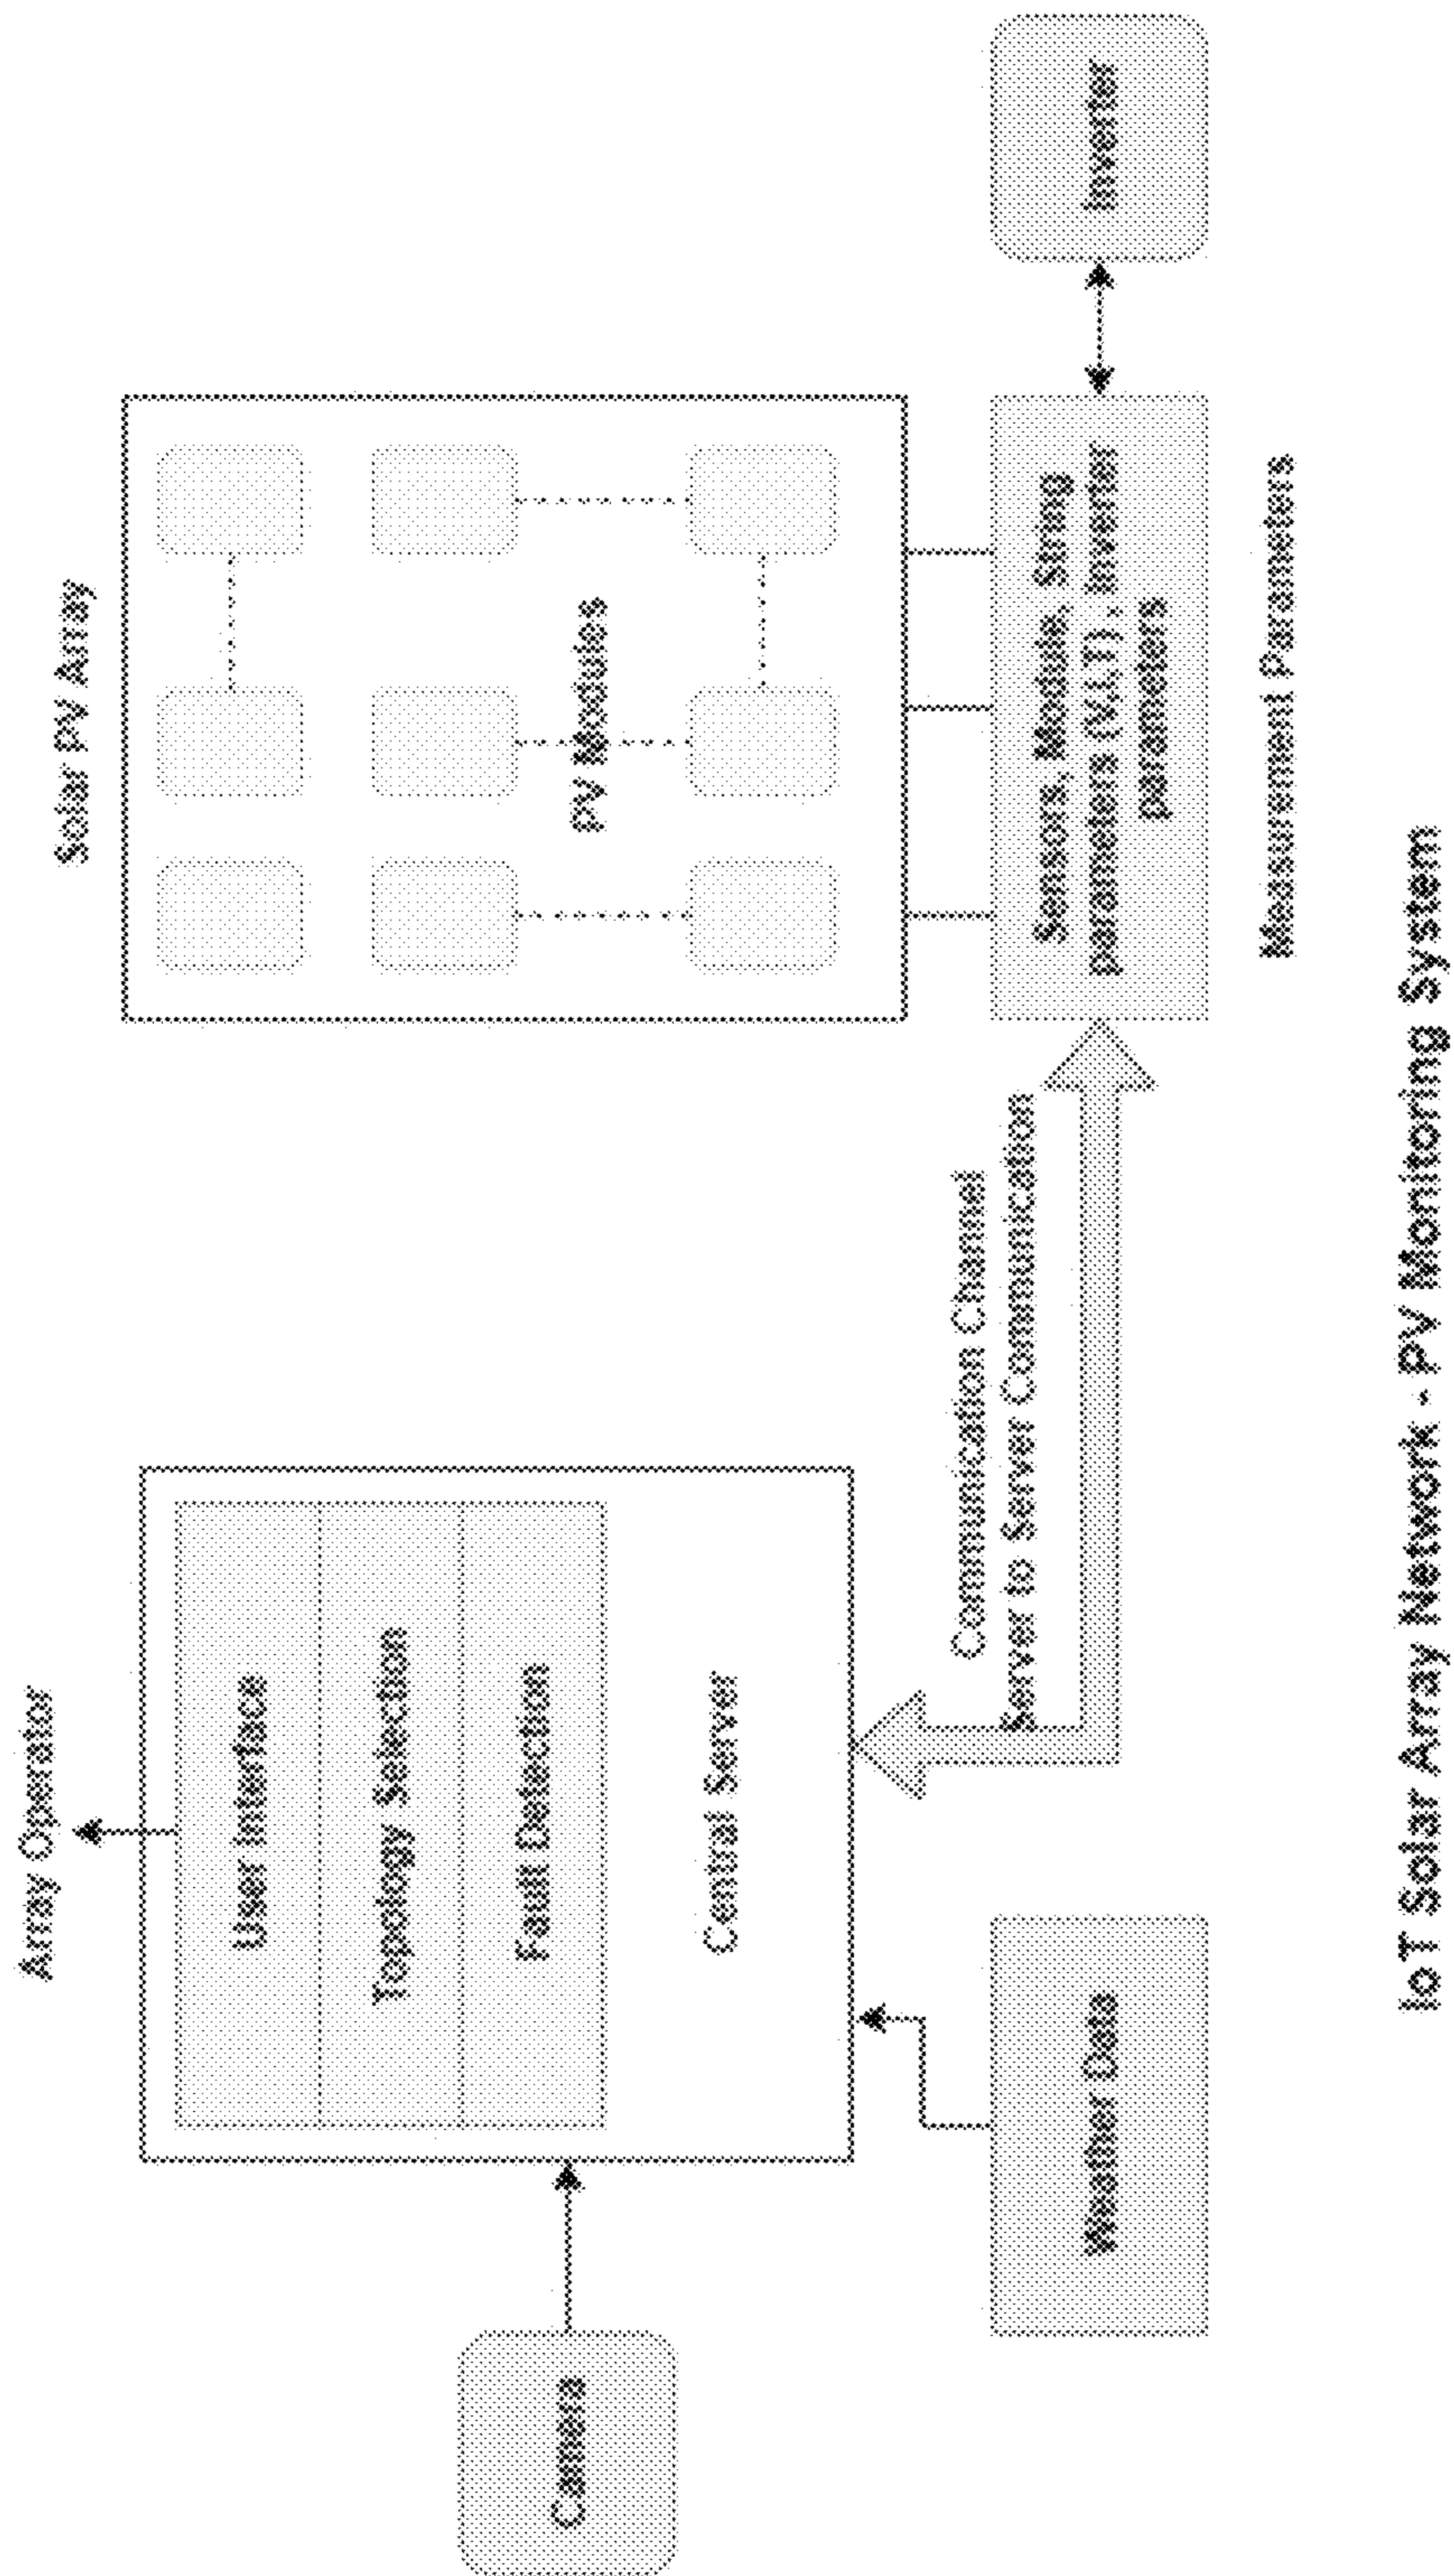 Array Operator
User Interface
Topology Selection
Fault Detection
Central Server
Camera
Weather Data
Communication Channel
Server to Server Communication
Solar PV Array
PV Modules
Sensors, Module, String
parameters (V,I,T) , Inverter
parameters
Inverter
Measurement Parameters
IoT Solar Array Network - PV Monitoring System